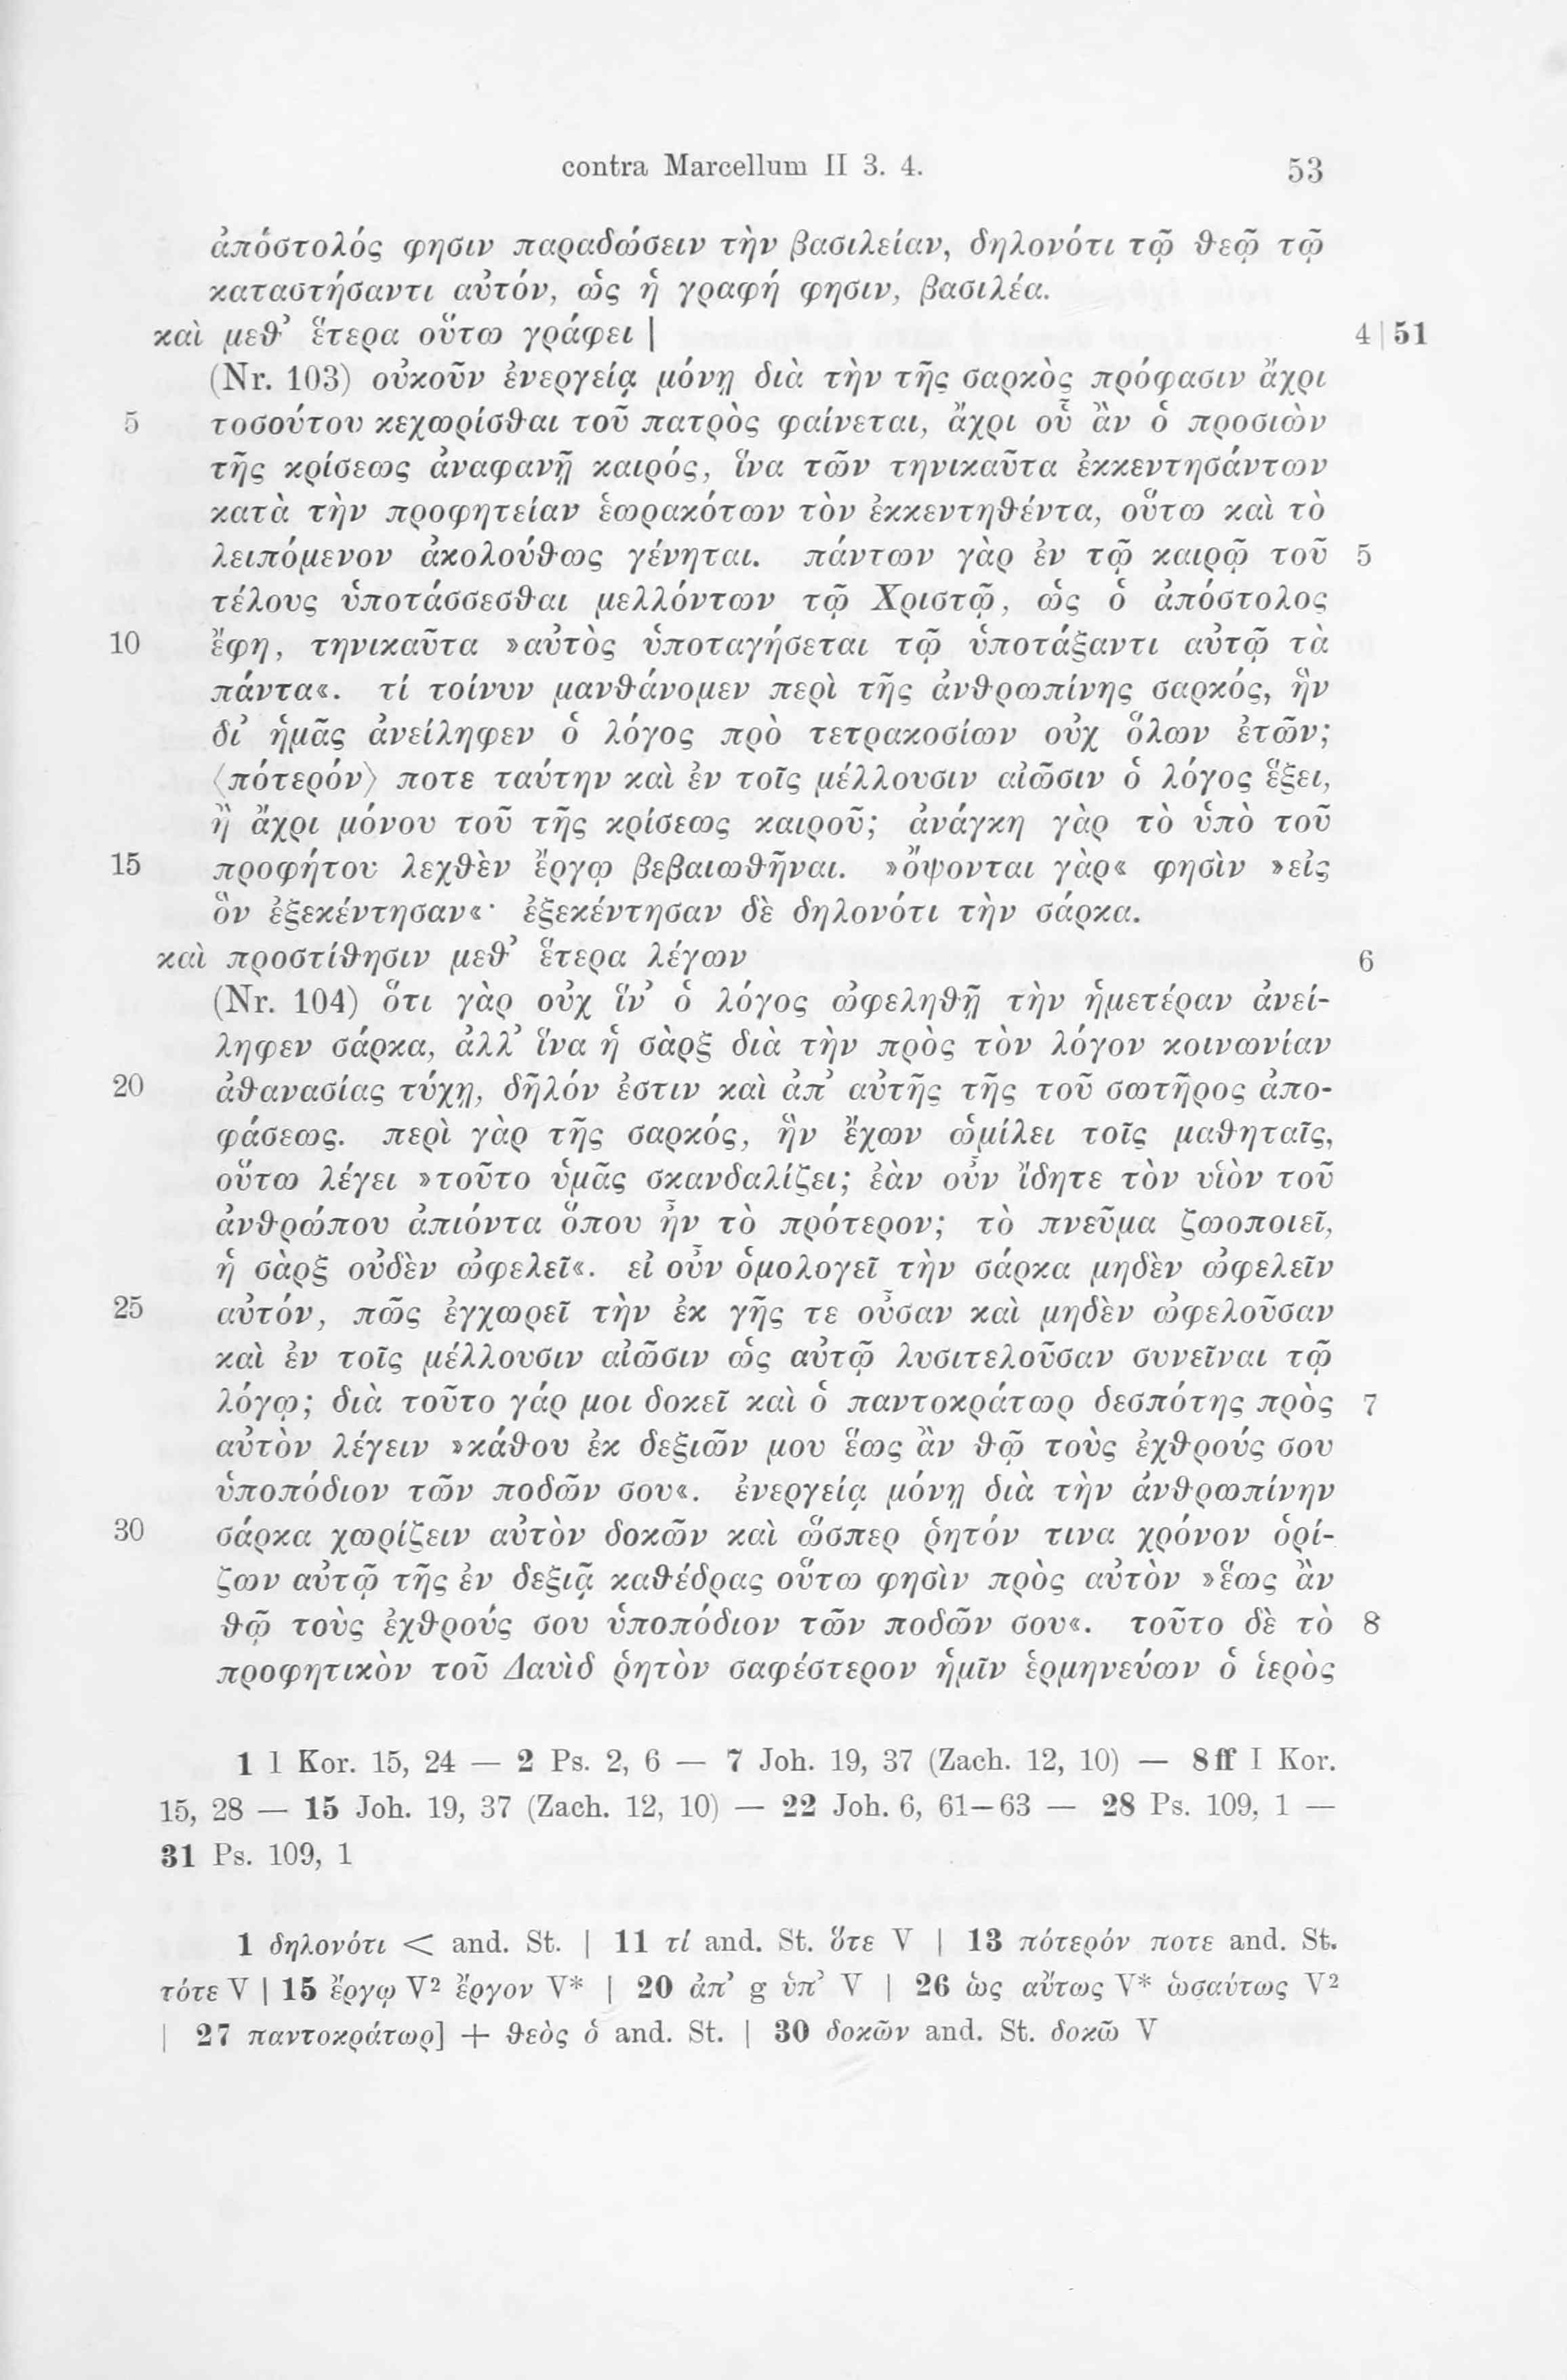 contra Marcellum II 3. 4. 53
ἀπόστολός φησιν παραδώσειν τὴν βασιλείαν, δηλονότι τῷ θεῷ τῷ
καταστήσαντι αὐτόν, ὡς ἡ γραφή φησιν, βασιλέα.
καὶ μεθ’ ἕτερα οὕτω γράφει | 4 | 51
(Nr. 103) οὐκοῦν ἐνεργείᾳ μόνῃ διὰ τὴν τῆς σαρκὸς πρόφασιν ἄχρι
5 τοσούτου κεχωρίσθαι τοῦ πατρὸς φαίνεται, ἄχρι οὗ ἂν ὁ προσιὼν
τῆς κρίσεως ἀναφανῇ καιρός, ἵνα τῶν τηνικαῦτα ἐκκεντησάντων
κατὰ τὴν προφητείαν ἑωρακότων τὸν ἐκκεντηθέντα, οὕτω καὶ τὸ
λειπόμενον ἀκολούθως γένηται. πάντων γὰρ ἐν τῷ καιρῷ τοῦ 5
τέλους ὑποτάσσεσθαι μελλόντων τῷ Χριστῷ, ὡς ὁ ἀπόστολος
10 ἔφη, τηνικαῦτα »αὐτὸς ὑποταγήσεται τῷ ὑποτάξαντι αὐτῷ τὰ
πάντα«. τί τοίνυν μανθάνομεν περὶ τῆς ἀνθρωπίνης σαρκός, ἣν
δι’ ἡμᾶς ἀνείληφεν ὁ λόγος πρὸ τετρακοσίων οὐχ ὅλων ἐτῶν;
⟨πότερόν⟩ ποτε ταύτην καὶ ἐν τοῖς μέλλουσιν αἰῶσιν ὁ λόγος ἕξει,
ἢ ἄχρι μόνου τοῦ τῆς κρίσεως καιροῦ; ἀνάγκη γὰρ τὸ ὑπὸ τοῦ
15 προφήτου λεχθὲν ἔργῳ βεβαιωθῆναι. »ὄψονται γὰρ« φησὶν »εἰς
ὃν ἐξεκέντησαν«· ἐξεκέντησαν δὲ δηλονότι τὴν σάρκα.
καὶ προστίθησιν μεθ’ ἕτερα λέγων 6
(Nr. 104) ὅτι γὰρ οὐχ ἵν’ ὁ λόγος ὠφεληθῇ τὴν ἡμετέραν ἀνεί-
ληφεν σάρκα, ἀλλ’ ἵνα ἡ σὰρξ διὰ τὴν πρὸς τὸν λόγον κοινωνίαν
20 ἀθανασίας τύχῃ, δῆλόν ἐστιν καὶ ἀπ’ αὐτῆς τῆς τοῦ σωτῆρος ἀπο-
φάσεως. περὶ γὰρ τῆς σαρκός, ἣν ἔχων ὡμίλει τοῖς μαθηταῖς,
οὕτω λέγει »τοῦτο ὑμᾶς σκανδαλίζει; ἐὰν οὖν ἴδητε τὸν υἱὸν τοῦ
ἀνθρώπου ἀπιόντα ὅπου ἦν τὸ πρότερον; τὸ πνεῦμα ζωοποιεῖ,
ἡ σὰρξ οὐδὲν ὠφελεῖ«. εἰ οὖν ὁμολογεῖ τὴν σάρκα μηδὲν ὠφελεῖν
25 αὐτόν, πῶς ἐγχωρεῖ τὴν ἐκ γῆς τε οὖσαν καὶ μηδὲν ὠφελοῦσαν
καὶ ἐν τοῖς μέλλουσιν αἰῶσιν ὡς αὐτῷ λυσιτελοῦσαν συνεῖναι τῷ
λόγῳ; διὰ τοῦτο γάρ μοι δοκεῖ καὶ ὁ παντοκράτωρ δεσπότης πρὸς 7
αὐτὸν λέγειν »κάθου ἐκ δεξιῶν μου ἕως ἂν θῶ τοὺς ἐχθρούς σου
ὑποπόδιον τῶν ποδῶν σου«. ἐνεργείᾳ μόνῃ διὰ τὴν ἀνθρωπίνην
30 σάρκα χωρίζειν αὐτὸν δοκῶν καὶ ὥσπερ ῥητόν τινα χρόνον ὁρί-
ζων αὐτῷ τῆς ἐν δεξιᾷ καθέδρας οὕτω φησὶν πρὸς αὐτὸν »ἕως ἂν
θῶ τοὺς ἐχθρούς σου ὑποπόδιον τῶν ποδῶν σου«. τοῦτο δὲ τὸ 8
προφητικὸν τοῦ Δαυὶδ ῥητὸν σαφέστερον ἡμῖν ἑρμηνεύων ὁ ἱερὸς
1 I Kor. 15, 24 — 2 Ps. 2, 6 — 7 Joh. 19, 37 (Zach. 12, 10) — 8ff I Kor.
15, 28 — 15 Joh. 19, 37 (Zach. 12, 10) — 22 Joh. 6, 61—63 — 28 Ps. 109, 1 —
31 Ps. 109, 1
1 δηλονότι < and. St. | 11 τί and. St. ὅτε V | 13 πότερόν ποτε and. St.
τότε V | 15 ἔργῳ V² ἔργον V* | 20 ἀπ’ g ὑπ’ V | 26 ὡς αὕτως V* ὡσαύτως V²
| 27 παντοκράτωρ] + θεὸς ὁ and. St. | 30 δοκῶν and. St. δοκῶ V